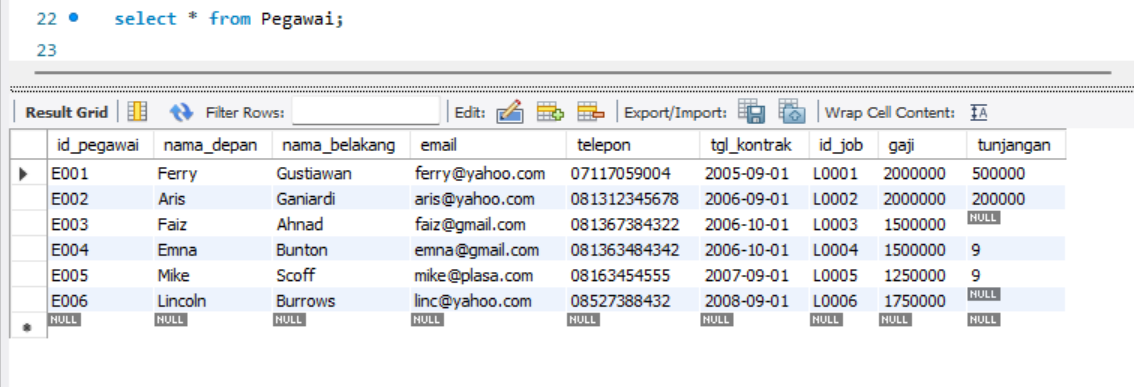 22 select * from Pegawai;
23
Result Grid Filter Rows: Edit: Export/Import: Wrap Cell Content: IA
id_pegawai nama_depan nama_belakang email telepon tgl_kontrak id_job gaji tunjangan
E001 Ferry Gustiawan ferry@yahoo.com 07117059004 2005-09-01 L0001 2000000 500000
E002 Aris Ganiardi aris@yahoo.com 081312345678 2006-09-01 L0002 2000000 200000
E003 Faiz Ahnad faiz@gmail.com 081367384322 2006-10-01 L0003 1500000 NULL
E004 Emna Bunton emna@gmail.com 081363484342 2006-10-01 L0004 1500000 9
E005 Mike Scoff mike@plasa.com 08163454555 2007-09-01 L0005 1250000 9
E006 Lincoln Burrows linc@yahoo.com 08527388432 2008-09-01 L0006 1750000 NULL
NULL NULL NULL NULL NULL NULL NULL NULL NULL